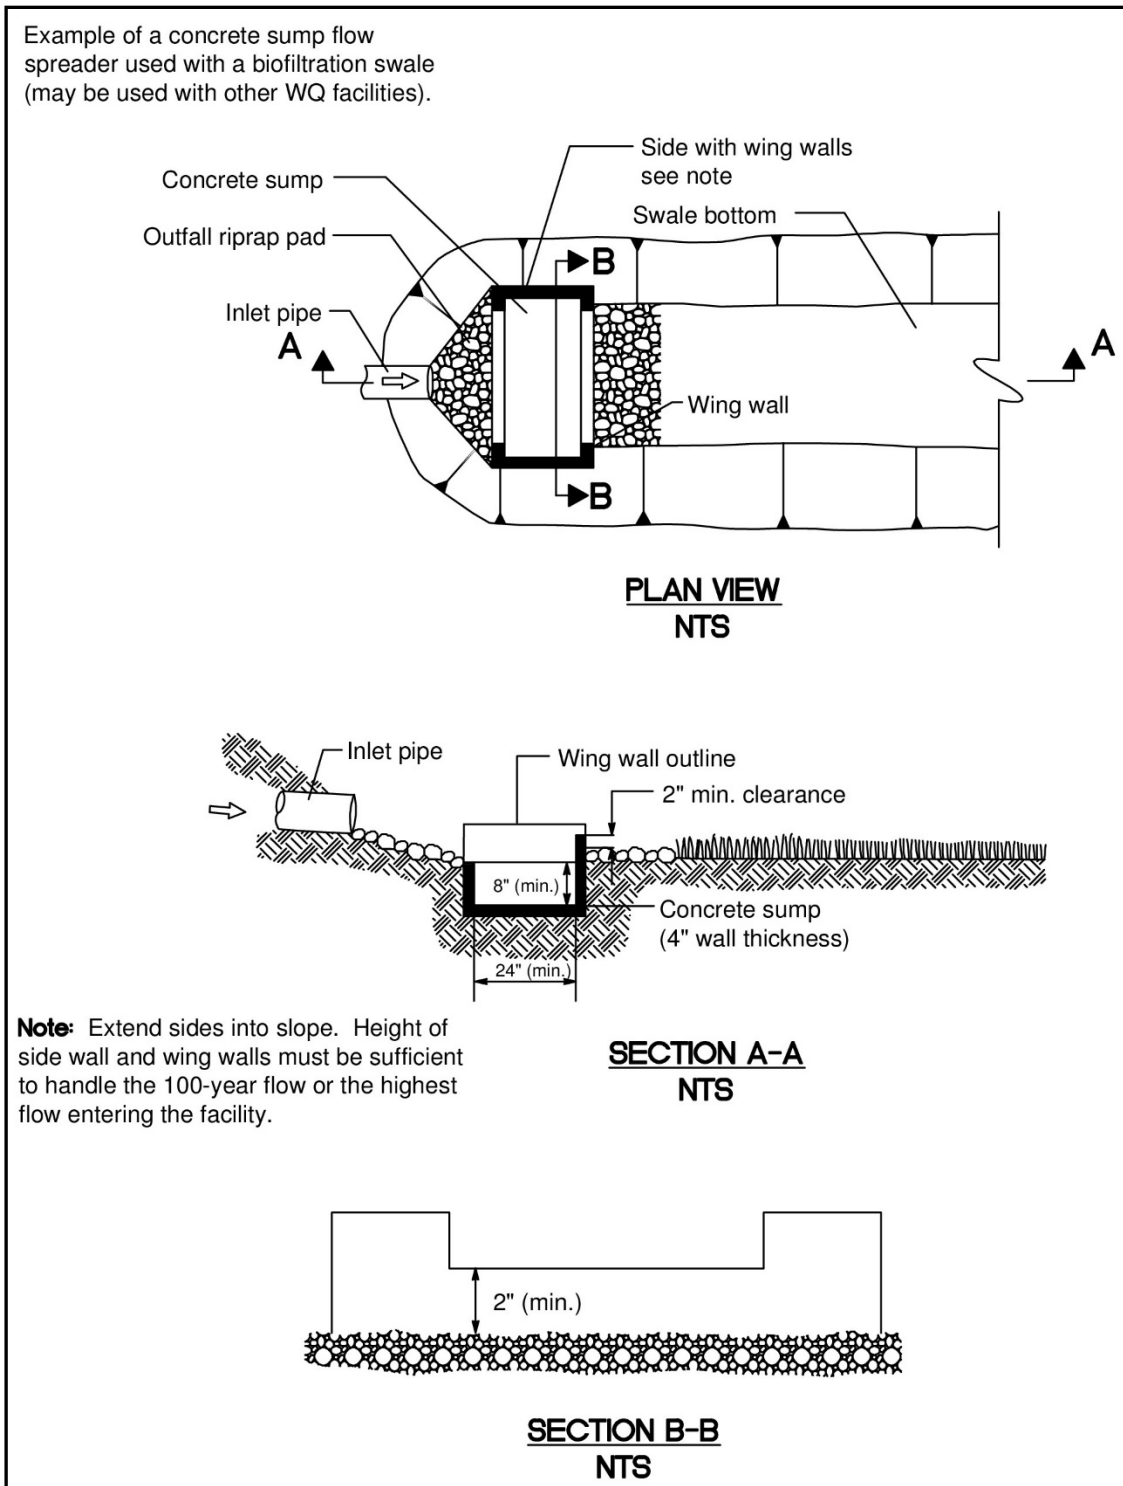 Example of a concrete sump flow
spreader used with a biofiltration swale
(may be used with other WQ facilities).
Side with wing walls
see note
Concrete sump
Swale bottom
Outfall riprap pad
B
Inlet pipe
A
A
Wing wall
B
PLAN VIEW
NTS
Inlet pipe
Wing wall outline
2" min. clearance
8" (min.)
Concrete sump
(4" wall thickness)
24" (min.)
Note: Extend sides into slope. Height of
side wall and wing walls must be sufficient
to handle the 100-year flow or the highest
flow entering the facility.
SECTION A-A
NTS
2" (min.)
SECTION B-B
NTS